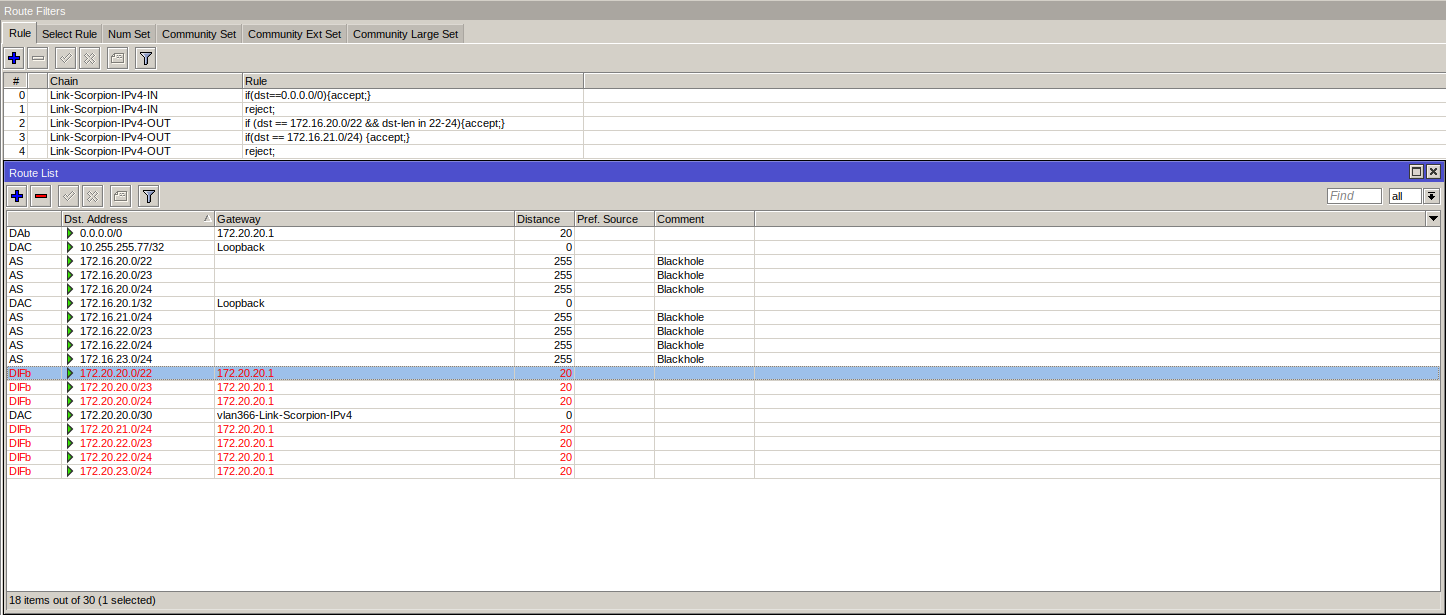 Route Filters
Rule Select Rule Num Set Community Set Community Ext Set Community Large Set
# Chain Rule
0 Link-Scorpion-IPv4-IN if(dst==0.0.0.0/0){accept;}
1 Link-Scorpion-IPv4-IN reject;
2 Link-Scorpion-IPv4-OUT if (dst == 172.16.20.0/22 && dst-len in 22-24){accept;}
3 Link-Scorpion-IPv4-OUT if(dst == 172.16.21.0/24) {accept;}
4 Link-Scorpion-IPv4-OUT reject;
Route List
Find all
Dst. Address Gateway Distance Pref. Source Comment
DAb 0.0.0.0/0 172.20.20.1 20
DAC 10.255.255.77/32 Loopback 0
AS 172.16.20.0/22 255 Blackhole
AS 172.16.20.0/23 255 Blackhole
AS 172.16.20.0/24 255 Blackhole
DAC 172.16.20.1/32 Loopback 0
AS 172.16.21.0/24 255 Blackhole
AS 172.16.22.0/23 255 Blackhole
AS 172.16.22.0/24 255 Blackhole
AS 172.16.23.0/24 255 Blackhole
DIFb 172.20.20.0/22 172.20.20.1 20
DIFb 172.20.20.0/23 172.20.20.1 20
DIFb 172.20.20.0/24 172.20.20.1 20
DAC 172.20.20.0/30 vlan366-Link-Scorpion-IPv4 0
DIFb 172.20.21.0/24 172.20.20.1 20
DIFb 172.20.22.0/23 172.20.20.1 20
DIFb 172.20.22.0/24 172.20.20.1 20
DIFb 172.20.23.0/24 172.20.20.1 20
18 items out of 30 (1 selected)